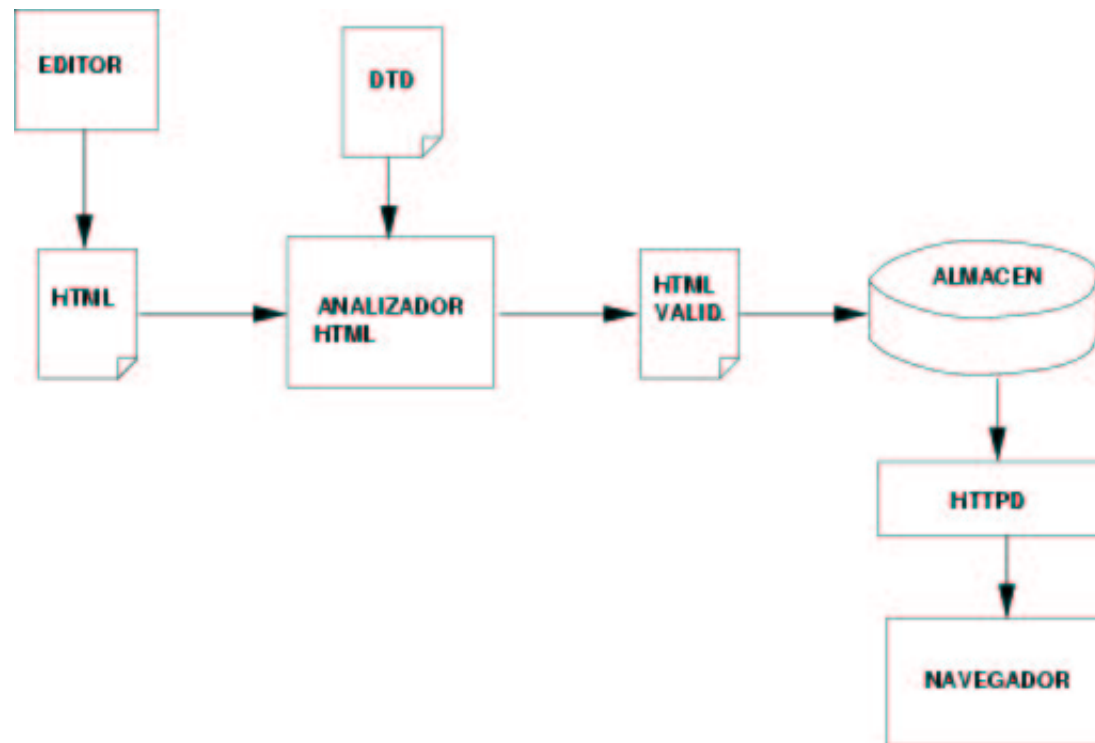 EDITOR
DTD
HTML
ANALIZADOR
HTML
HTML
VALID.
ALMACEN
HTTPD
NAVEGADOR